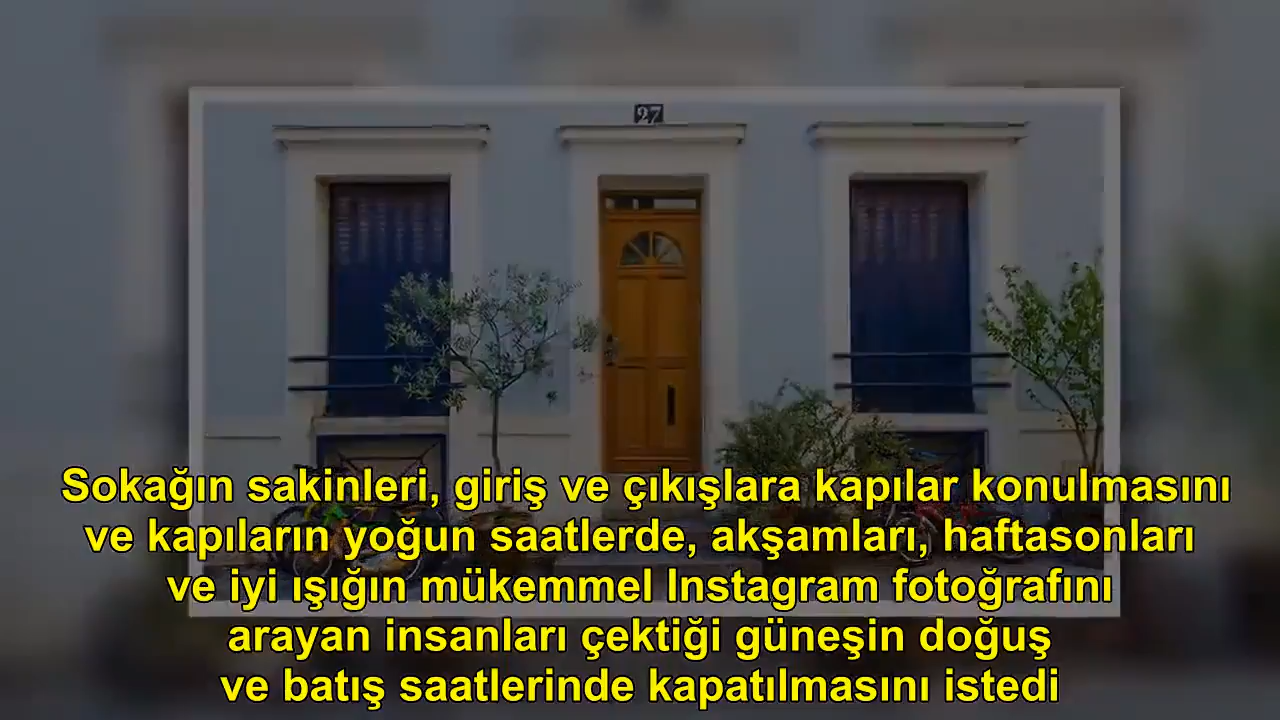 27
Sokağın sakinleri, giriş ve çıkışlara kapılar konulmasını
ve kapıların yoğun saatlerde, akşamları, haftasonları
ve iyi ışığın mükemmel Instagram fotoğrafını
arayan insanları çektiği güneşin doğuş
ve batış saatlerinde kapatılmasını istedi